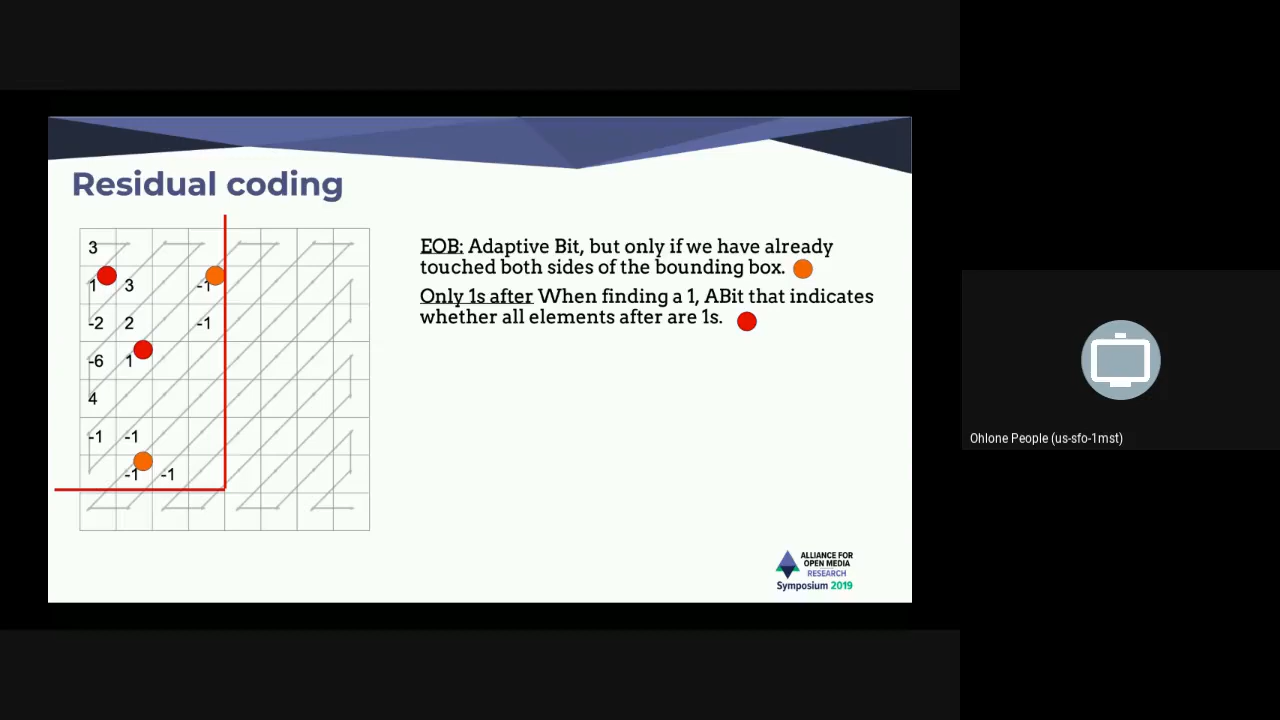 Residual coding
3
1 3 -1
-2 2 -1
-6 1
4
-1 -1
-1 -1
EOB: Adaptive Bit, but only if we have already
touched both sides of the bounding box.
Only 1s after When finding a 1, ABit that indicates
whether all elements after are 1s.
ALLIANCE FOR
OPEN MEDIA
RESEARCH
Symposium 2019
Ohlone People (us-sfo-1mst)